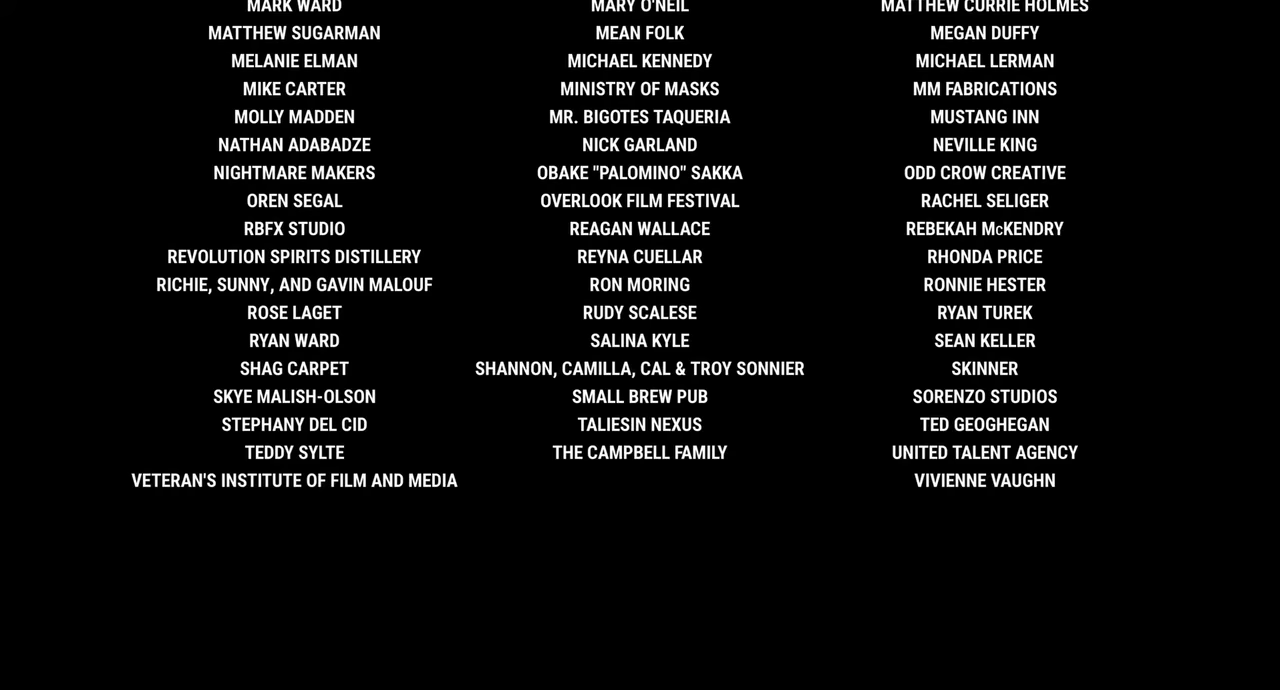 MARK WARD MARY O'NEIL MATTHEW CURRIE HOLMES
MATTHEW SUGARMAN MEAN FOLK MEGAN DUFFY
MELANIE ELMAN MICHAEL KENNEDY MICHAEL LERMAN
MIKE CARTER MINISTRY OF MASKS MM FABRICATIONS
MOLLY MADDEN MR. BIGOTES TAQUERIA MUSTANG INN
NATHAN ADABADZE NICK GARLAND NEVILLE KING
NIGHTMARE MAKERS OBAKE "PALOMINO" SAKKA ODD CROW CREATIVE
OREN SEGAL OVERLOOK FILM FESTIVAL RACHEL SELIGER
RBFX STUDIO REAGAN WALLACE REBEKAH McKENDRY
REVOLUTION SPIRITS DISTILLERY REYNA CUELLAR RHONDA PRICE
RICHIE, SUNNY, AND GAVIN MALOUF RON MORING RONNIE HESTER
ROSE LAGET RUDY SCALESE RYAN TUREK
RYAN WARD SALINA KYLE SEAN KELLER
SHAG CARPET SHANNON, CAMILLA, CAL & TROY SONNIER SKINNER
SKYE MALISH-OLSON SMALL BREW PUB SORENZO STUDIOS
STEPHANY DEL CID TALIESIN NEXUS TED GEOGHEGAN
TEDDY SYLTE THE CAMPBELL FAMILY UNITED TALENT AGENCY
VETERAN'S INSTITUTE OF FILM AND MEDIA VIVIENNE VAUGHN